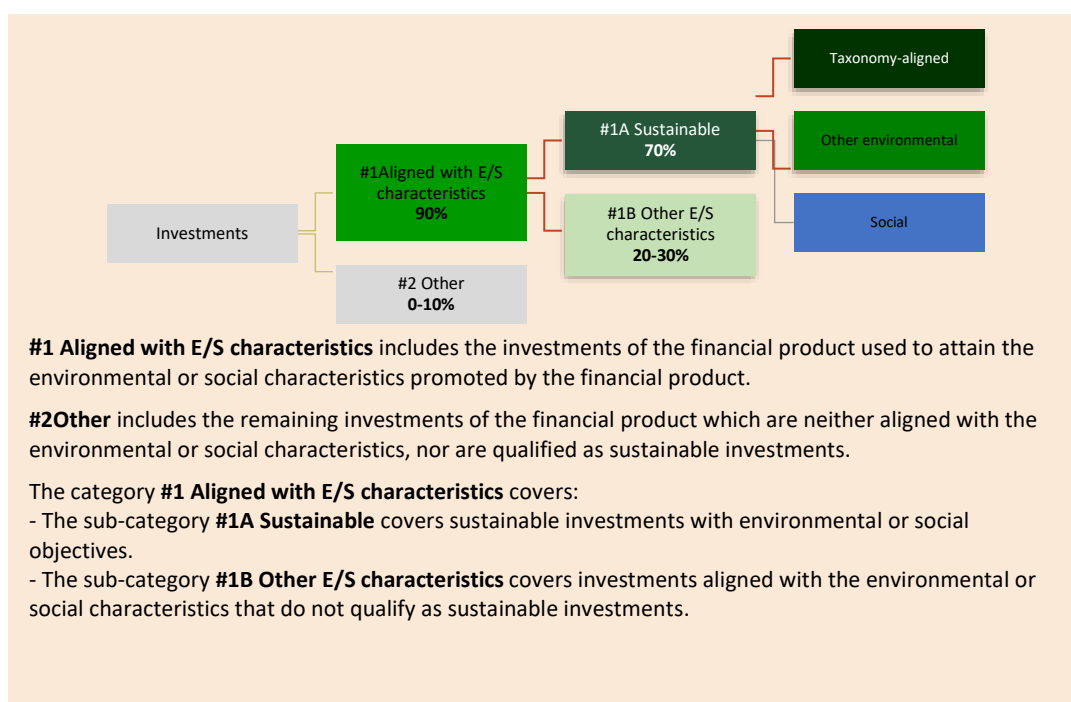 Taxonomy-aligned
#1A Sustainable
70%
Other environmental
#1Aligned with E/S
characteristics
90%
#1B Other E/S
characteristics
20-30%
Social
Investments
#2 Other
0-10%
#1 Aligned with E/S characteristics includes the investments of the financial product used to attain the
environmental or social characteristics promoted by the financial product.
#2Other includes the remaining investments of the financial product which are neither aligned with the
environmental or social characteristics, nor are qualified as sustainable investments.
The category #1 Aligned with E/S characteristics covers:
- The sub-category #1A Sustainable covers sustainable investments with environmental or social
objectives.
- The sub-category #1B Other E/S characteristics covers investments aligned with the environmental or
social characteristics that do not qualify as sustainable investments.